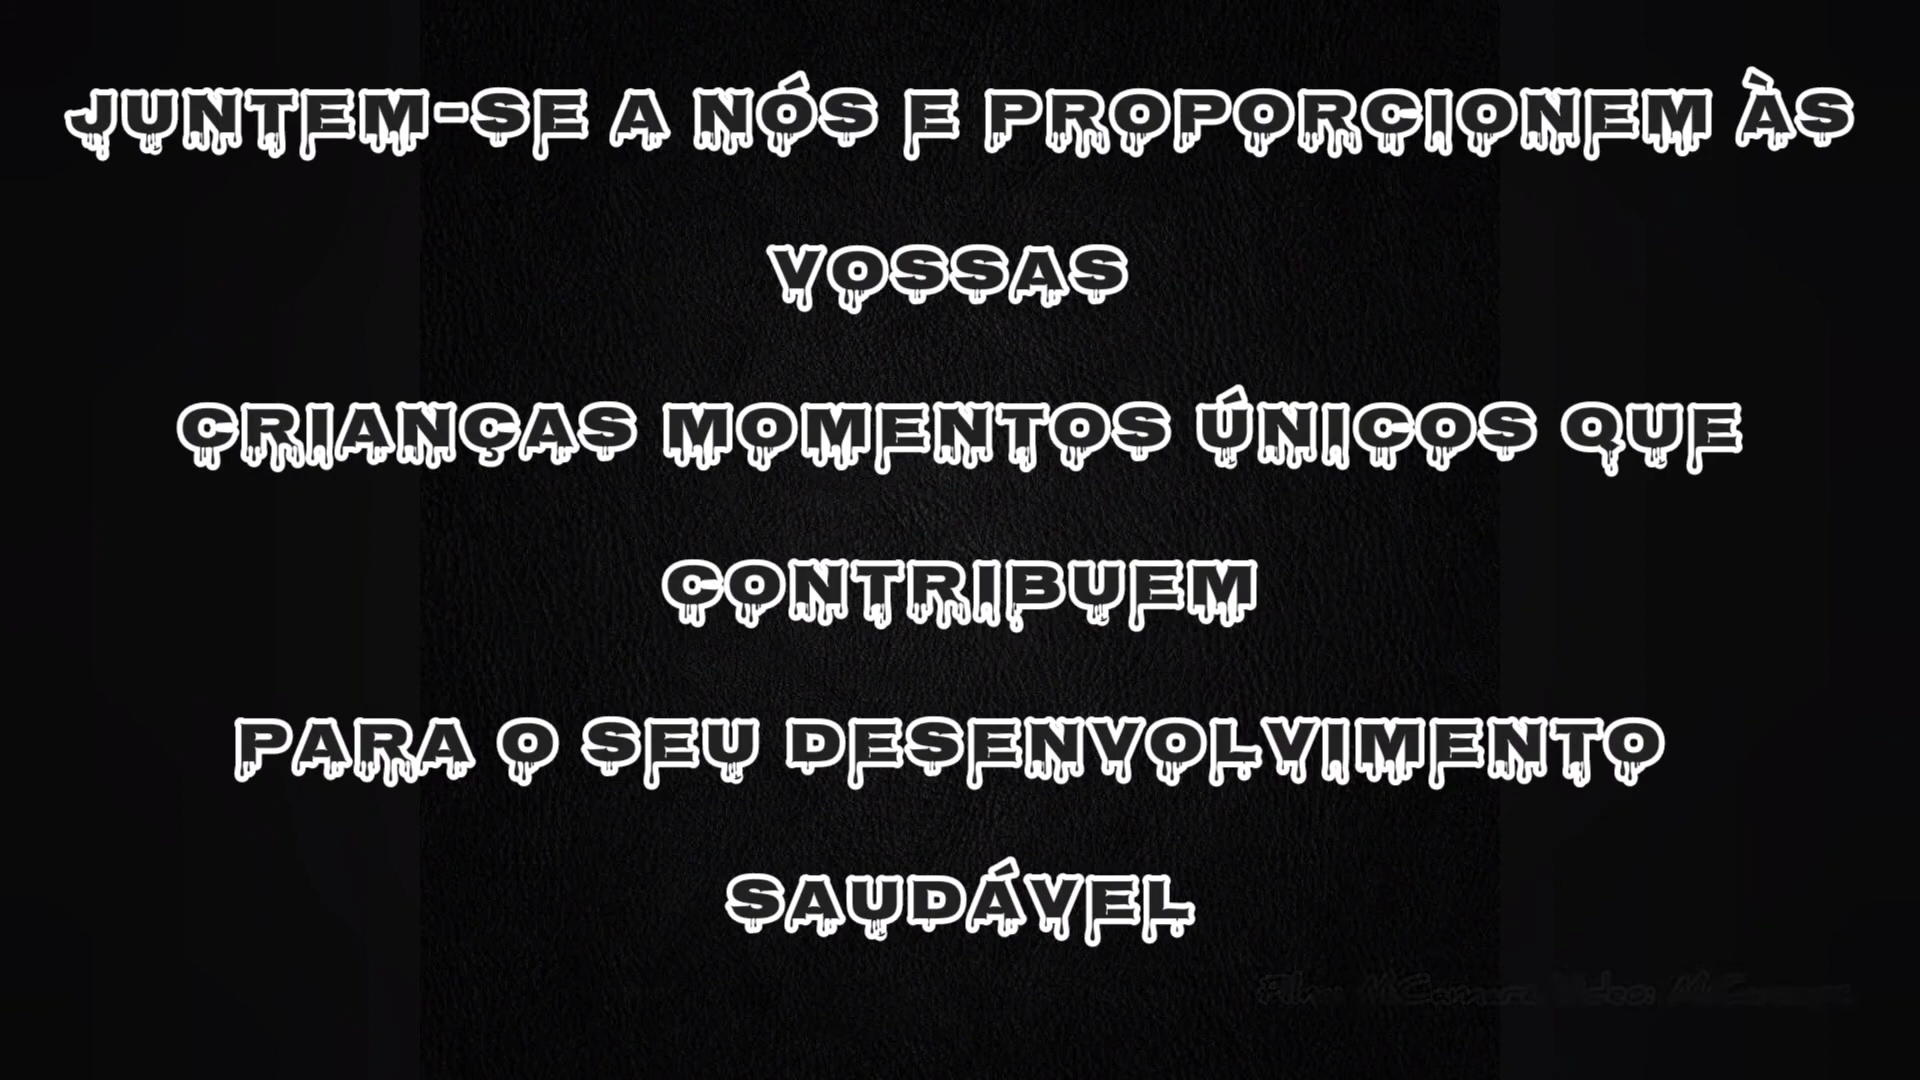 JUNTEM-SE A NÓS E PROPORCIONEM ÀS
VOSSAS
CRIANÇAS MOMENTOS ÚNICOS QUE
CONTRIBUEM
PARA O SEU DESENVOLVIMENTO
SAUDÁVEL